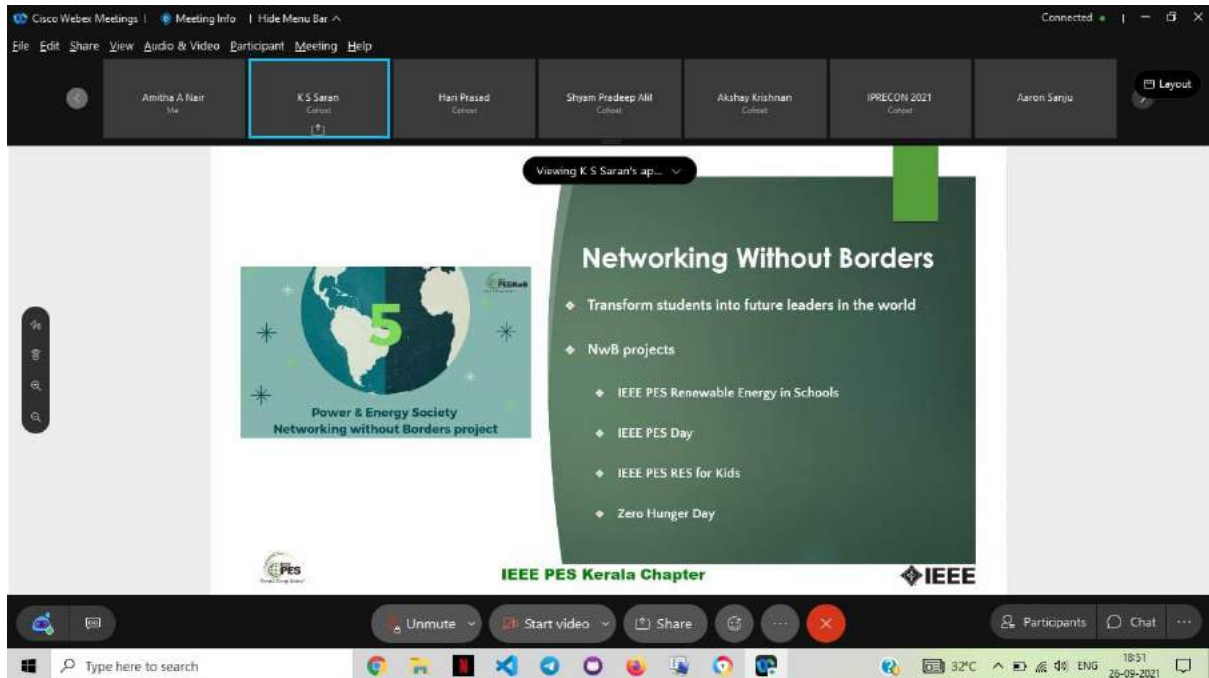 Cisco Webex Meetings | Meeting Info | Hide Menu Bar
Connected
File Edit Share View Audio & Video Participant Meeting Help
Amitha A Nair
Me
K S Saran
Cohost
Hari Prasad
Cohost
Shyam Pradeep Alil
Cohost
Akshay Krishnan
Cohost
IPRECON 2021
Cohost
Aaron Sanju
Layout
Viewing K S Saran's ap...
Networking Without Borders
❖ Transform students into future leaders in the world
❖ NwB projects
❖ IEEE PES Renewable Energy in Schools
❖ IEEE PES Day
❖ IEEE PES RES for Kids
❖ Zero Hunger Day
5
Power & Energy Society
Networking without Borders project
PES
IEEE PES Kerala Chapter
IEEE
Unmute
Start video
Share
Participants
Chat
Type here to search
32°C
ENG
18:51
26-09-2021